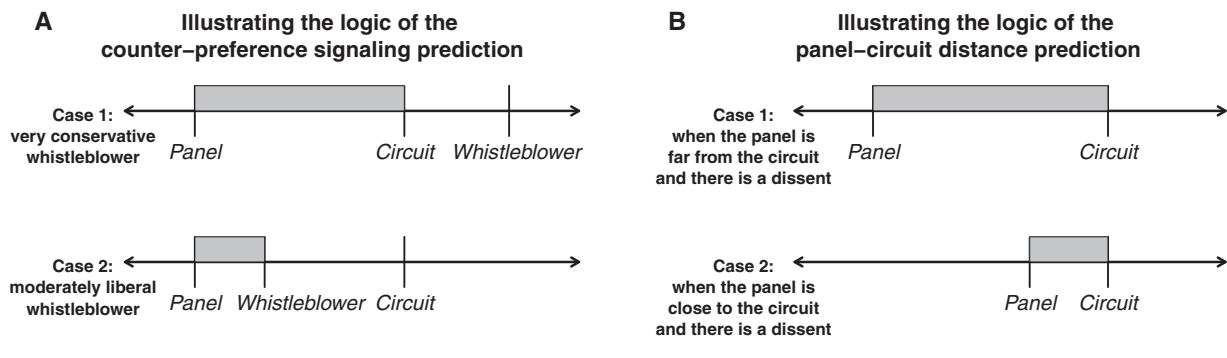 A
Illustrating the logic of the
counter−preference signaling prediction
Case 1:
very conservative
whistleblower
Panel
Circuit
Whistleblower
Case 2:
moderately liberal
whistleblower
Panel
Whistleblower
Circuit
B
Illustrating the logic of the
panel−circuit distance prediction
Case 1:
when the panel is
far from the circuit
and there is a dissent
Panel
Circuit
Case 2:
when the panel is
close to the circuit
and there is a dissent
Panel
Circuit